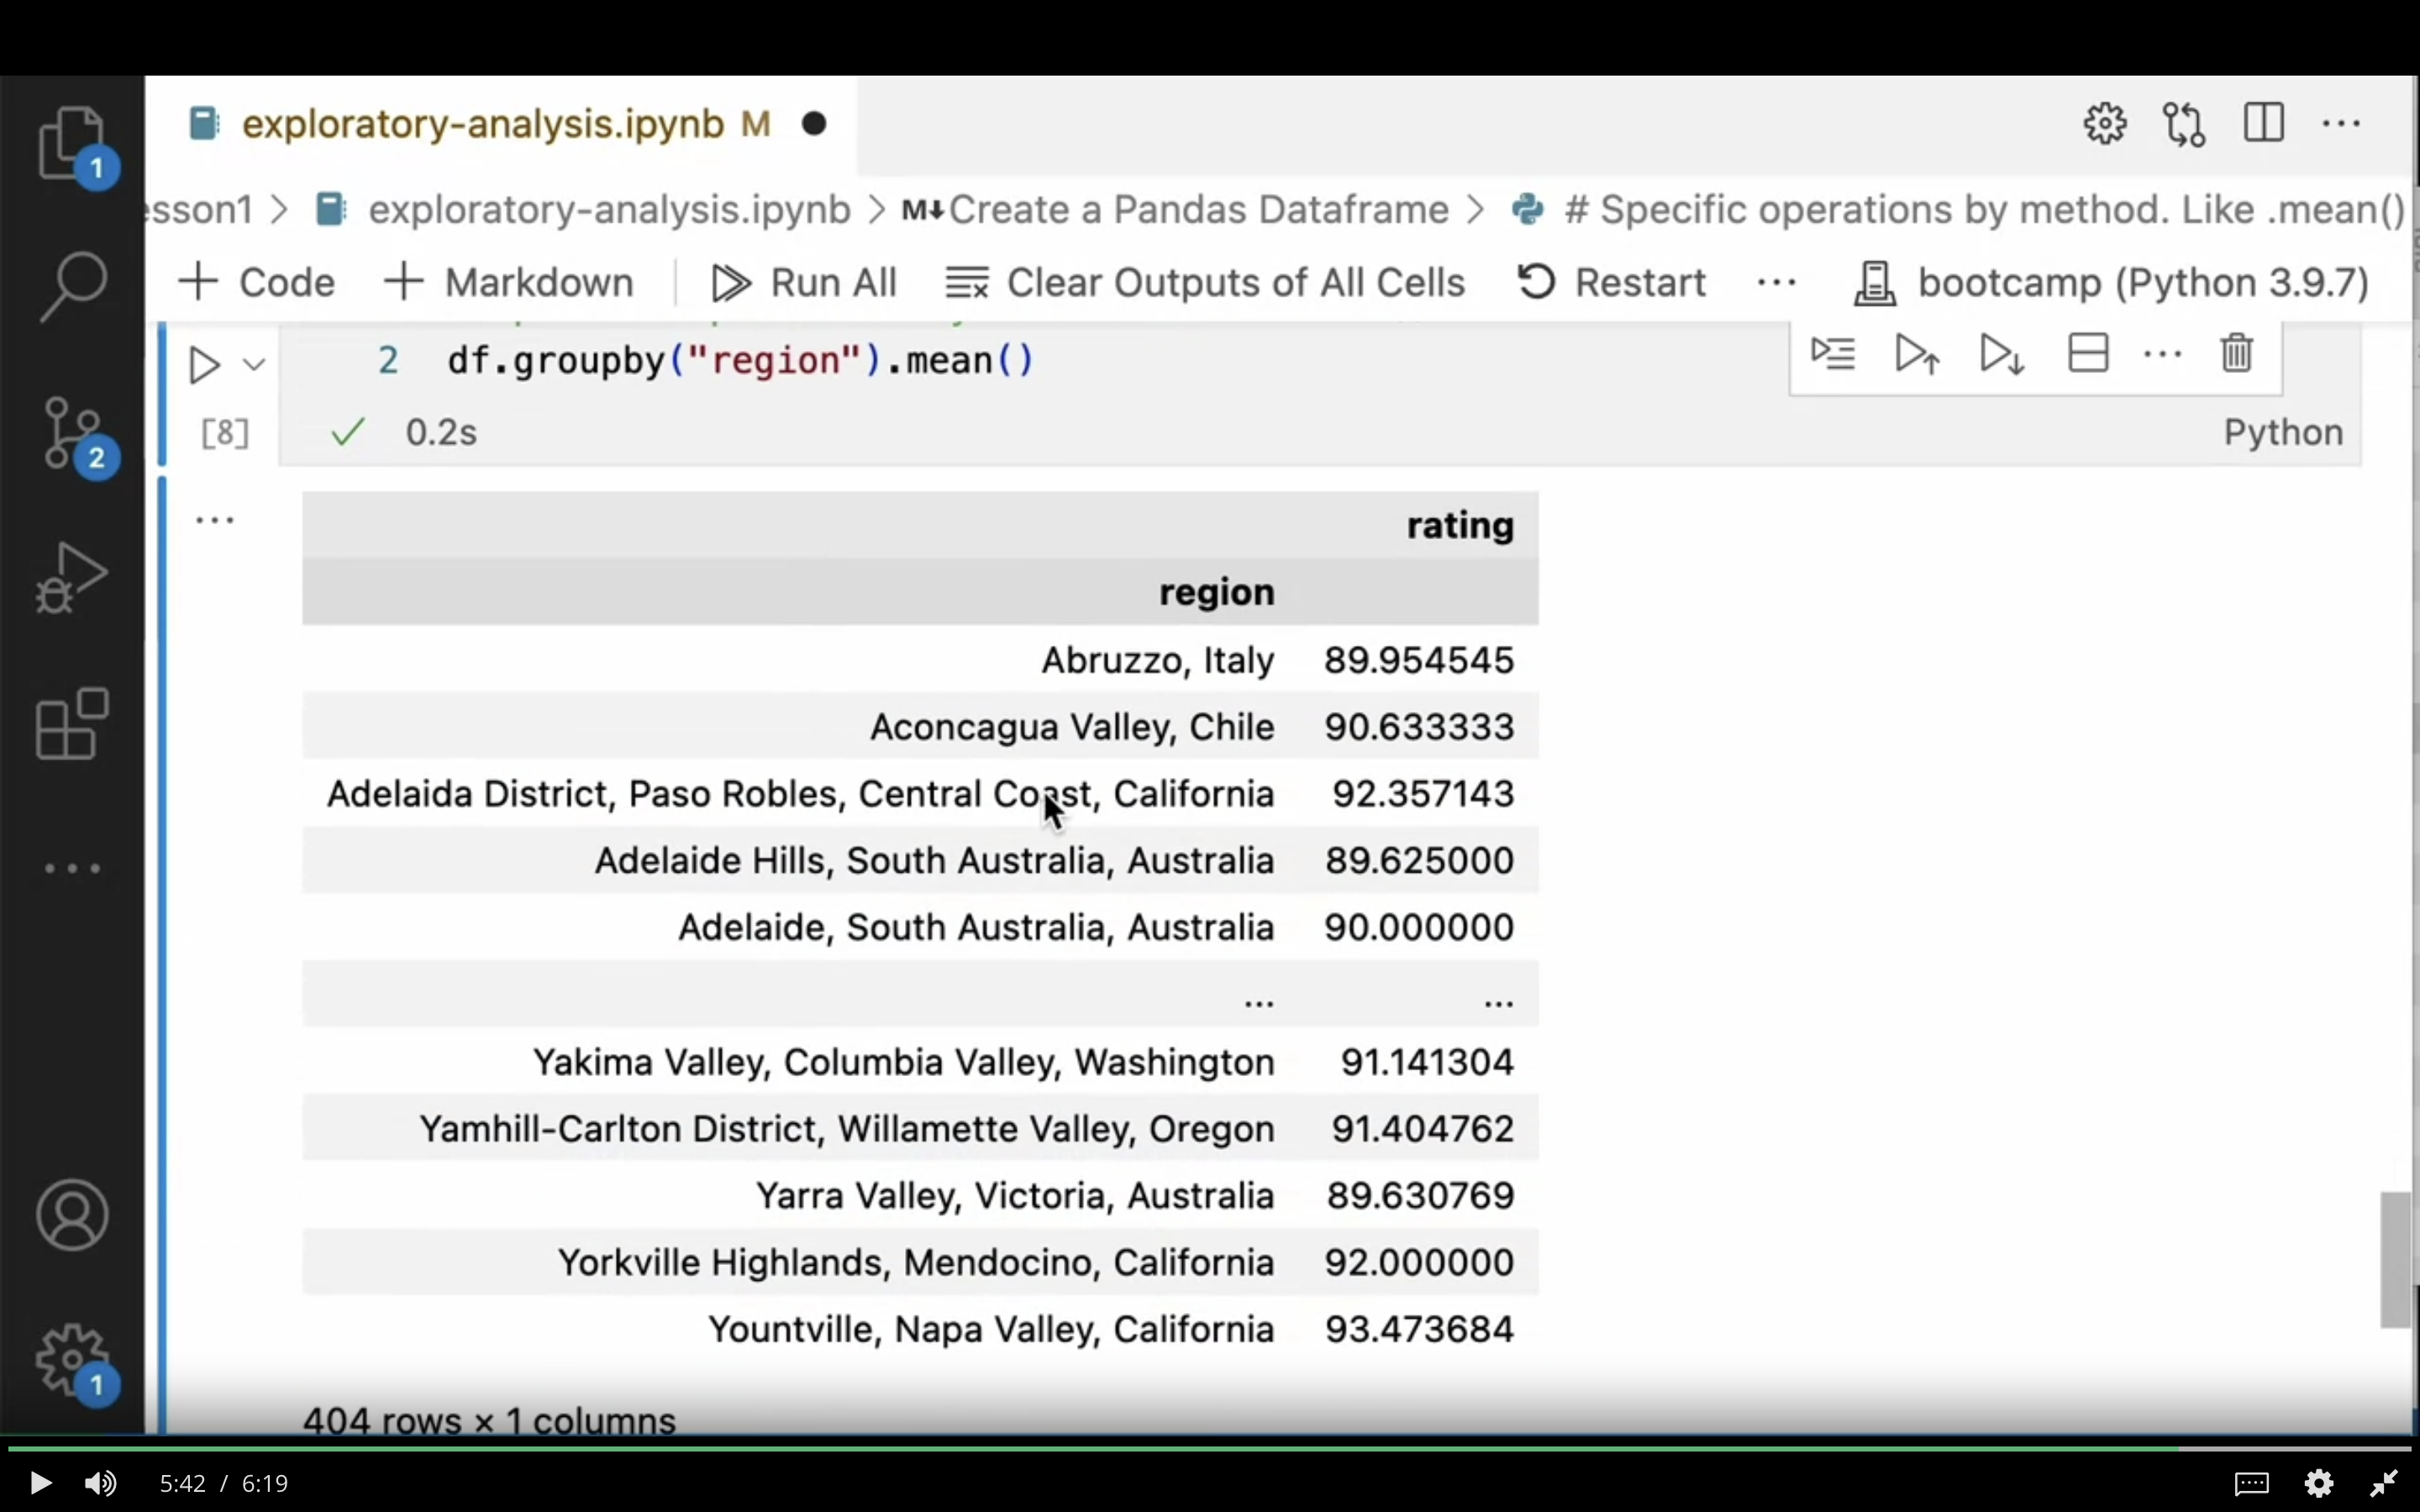 exploratory-analysis.ipynb M
1
esson1 > exploratory-analysis.ipynb > M↓Create a Pandas Dataframe > # Specific operations by method. Like .mean()
+ Code + Markdown Run All Clear Outputs of All Cells Restart ... bootcamp (Python 3.9.7)
2 df.groupby("region").mean()
[8] 0.2s Python
2
rating
region
Abruzzo, Italy 89.954545
Aconcagua Valley, Chile 90.633333
Adelaida District, Paso Robles, Central Coast, California 92.357143
Adelaide Hills, South Australia, Australia 89.625000
Adelaide, South Australia, Australia 90.000000
... ...
Yakima Valley, Columbia Valley, Washington 91.141304
Yamhill-Carlton District, Willamette Valley, Oregon 91.404762
Yarra Valley, Victoria, Australia 89.630769
Yorkville Highlands, Mendocino, California 92.000000
Yountville, Napa Valley, California 93.473684
1
404 rows × 1 columns
5:42 / 6:19